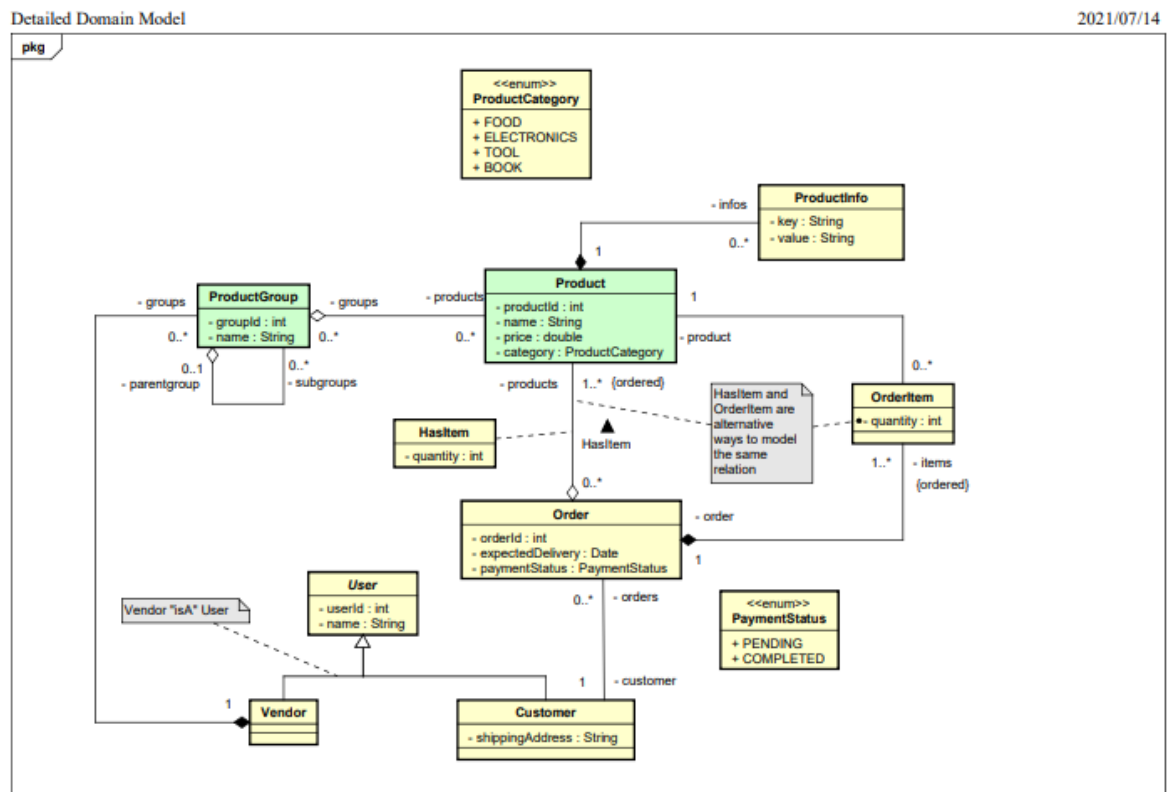 Detailed Domain Model
2021/07/14
pkg
<<enum>>
ProductCategory
+ FOOD
+ ELECTRONICS
+ TOOL
+ BOOK
ProductInfo
- key : String
- value : String
- infos
0..*
1
Product
- productId : int
- name : String
- price : double
- category : ProductCategory
ProductGroup
- groupId : int
- name : String
- groups
0..*
- groups
0..*
- products
0..*
0..1
- parentgroup
0..*
- subgroups
1
- product
0..*
- products
1..*
{ordered}
HasItem and
OrderItem are
alternative
ways to model
the same
relation
OrderItem
- quantity : int
HasItem
- quantity : int
HasItem
1..*
- items
{ordered}
0..*
Order
- orderId : int
- expectedDelivery : Date
- paymentStatus : PaymentStatus
- order
1
User
- userId : int
- name : String
Vendor "isA" User
0..*
- orders
<<enum>>
PaymentStatus
+ PENDING
+ COMPLETED
1
- customer
1
Vendor
Customer
- shippingAddress : String